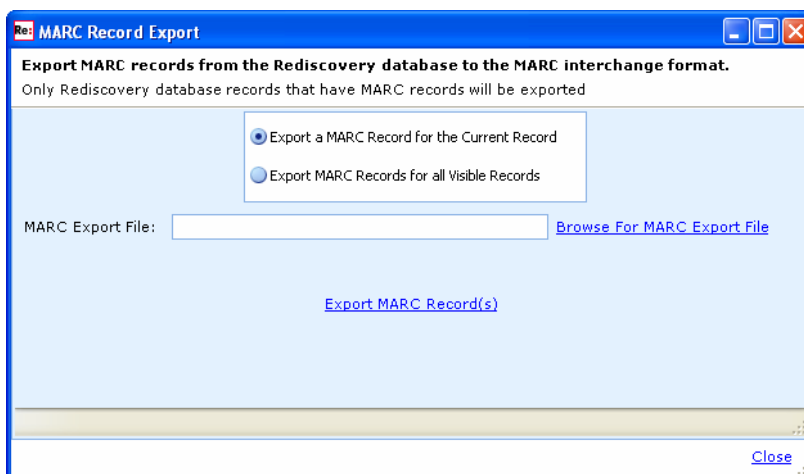 Re: MARC Record Export
Export MARC records from the Rediscovery database to the MARC interchange format.
Only Rediscovery database records that have MARC records will be exported
Export a MARC Record for the Current Record
Export MARC Records for all Visible Records
MARC Export File:
Browse For MARC Export File
Export MARC Record(s)
Close